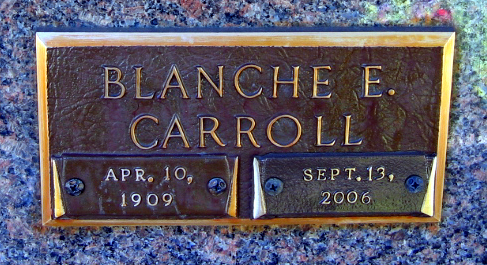 BLANCHE E.
CARROLL
APR. 10,
1909
SEPT. 13,
2006